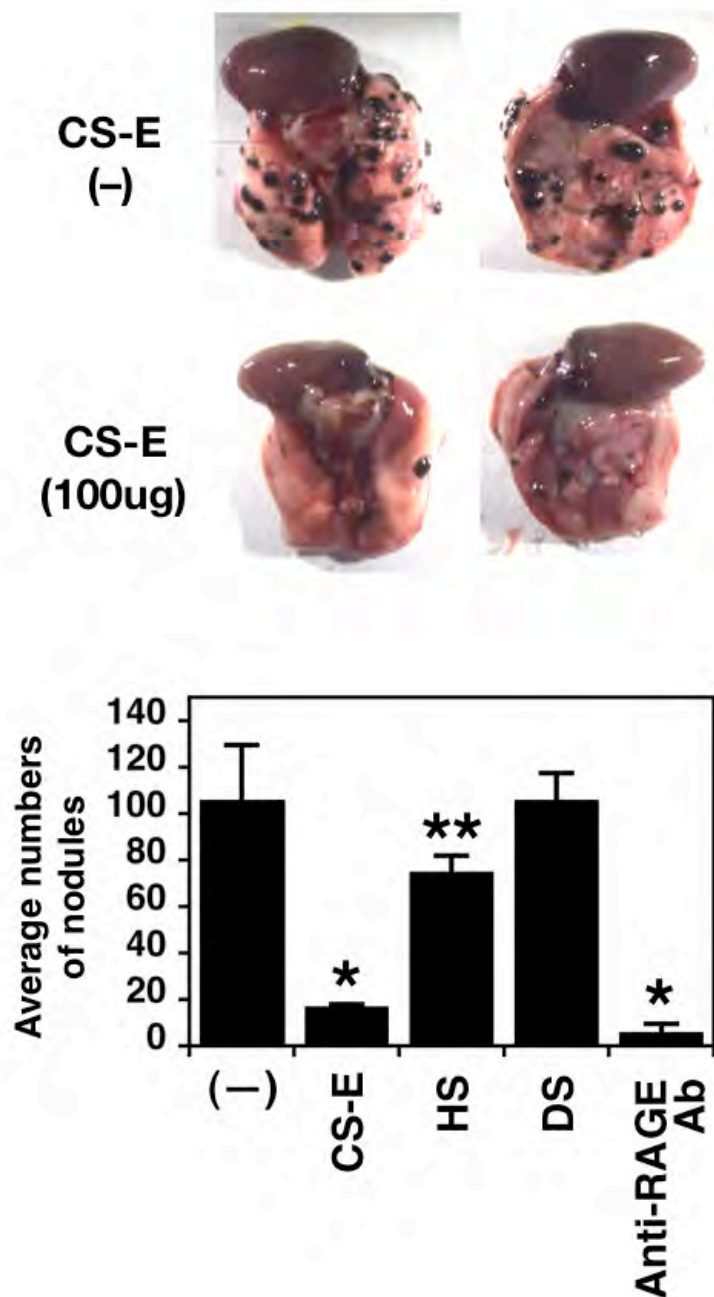 CS-E
(–)
CS-E
(100ug)
Average numbers
of nodules
140
120
100
80
60
40
20
0
*
**
*
(–)
CS-E
HS
DS
Anti-RAGE
Ab